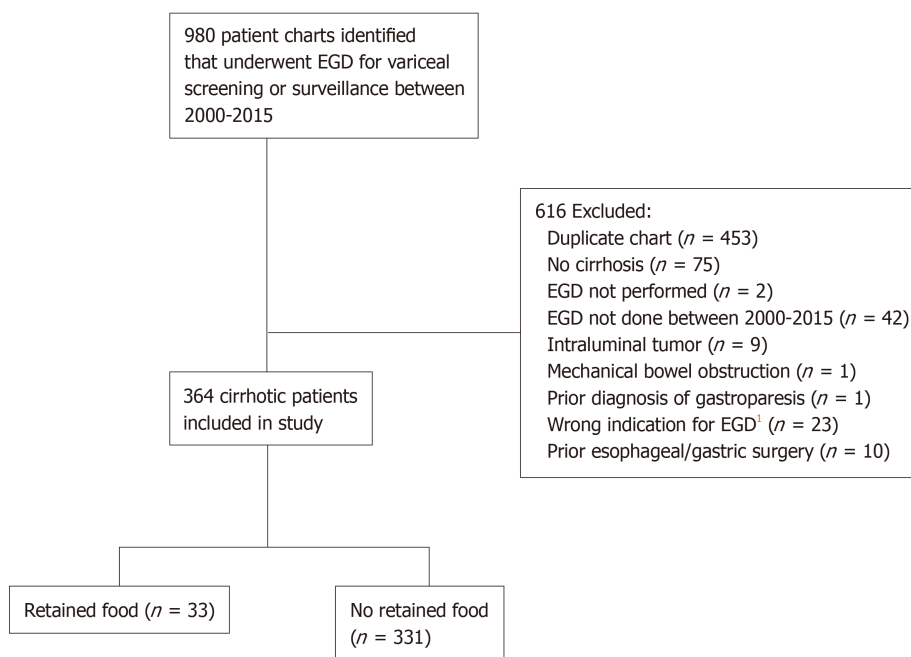 980 patient charts identified
that underwent EGD for variceal
screening or surveillance between
2000-2015
616 Excluded:
Duplicate chart (n = 453)
No cirrhosis (n = 75)
EGD not performed (n = 2)
EGD not done between 2000-2015 (n = 42)
Intraluminal tumor (n = 9)
Mechanical bowel obstruction (n = 1)
Prior diagnosis of gastroparesis (n = 1)
Wrong indication for EGD¹ (n = 23)
Prior esophageal/gastric surgery (n = 10)
364 cirrhotic patients
included in study
Retained food (n = 33)
No retained food
(n = 331)